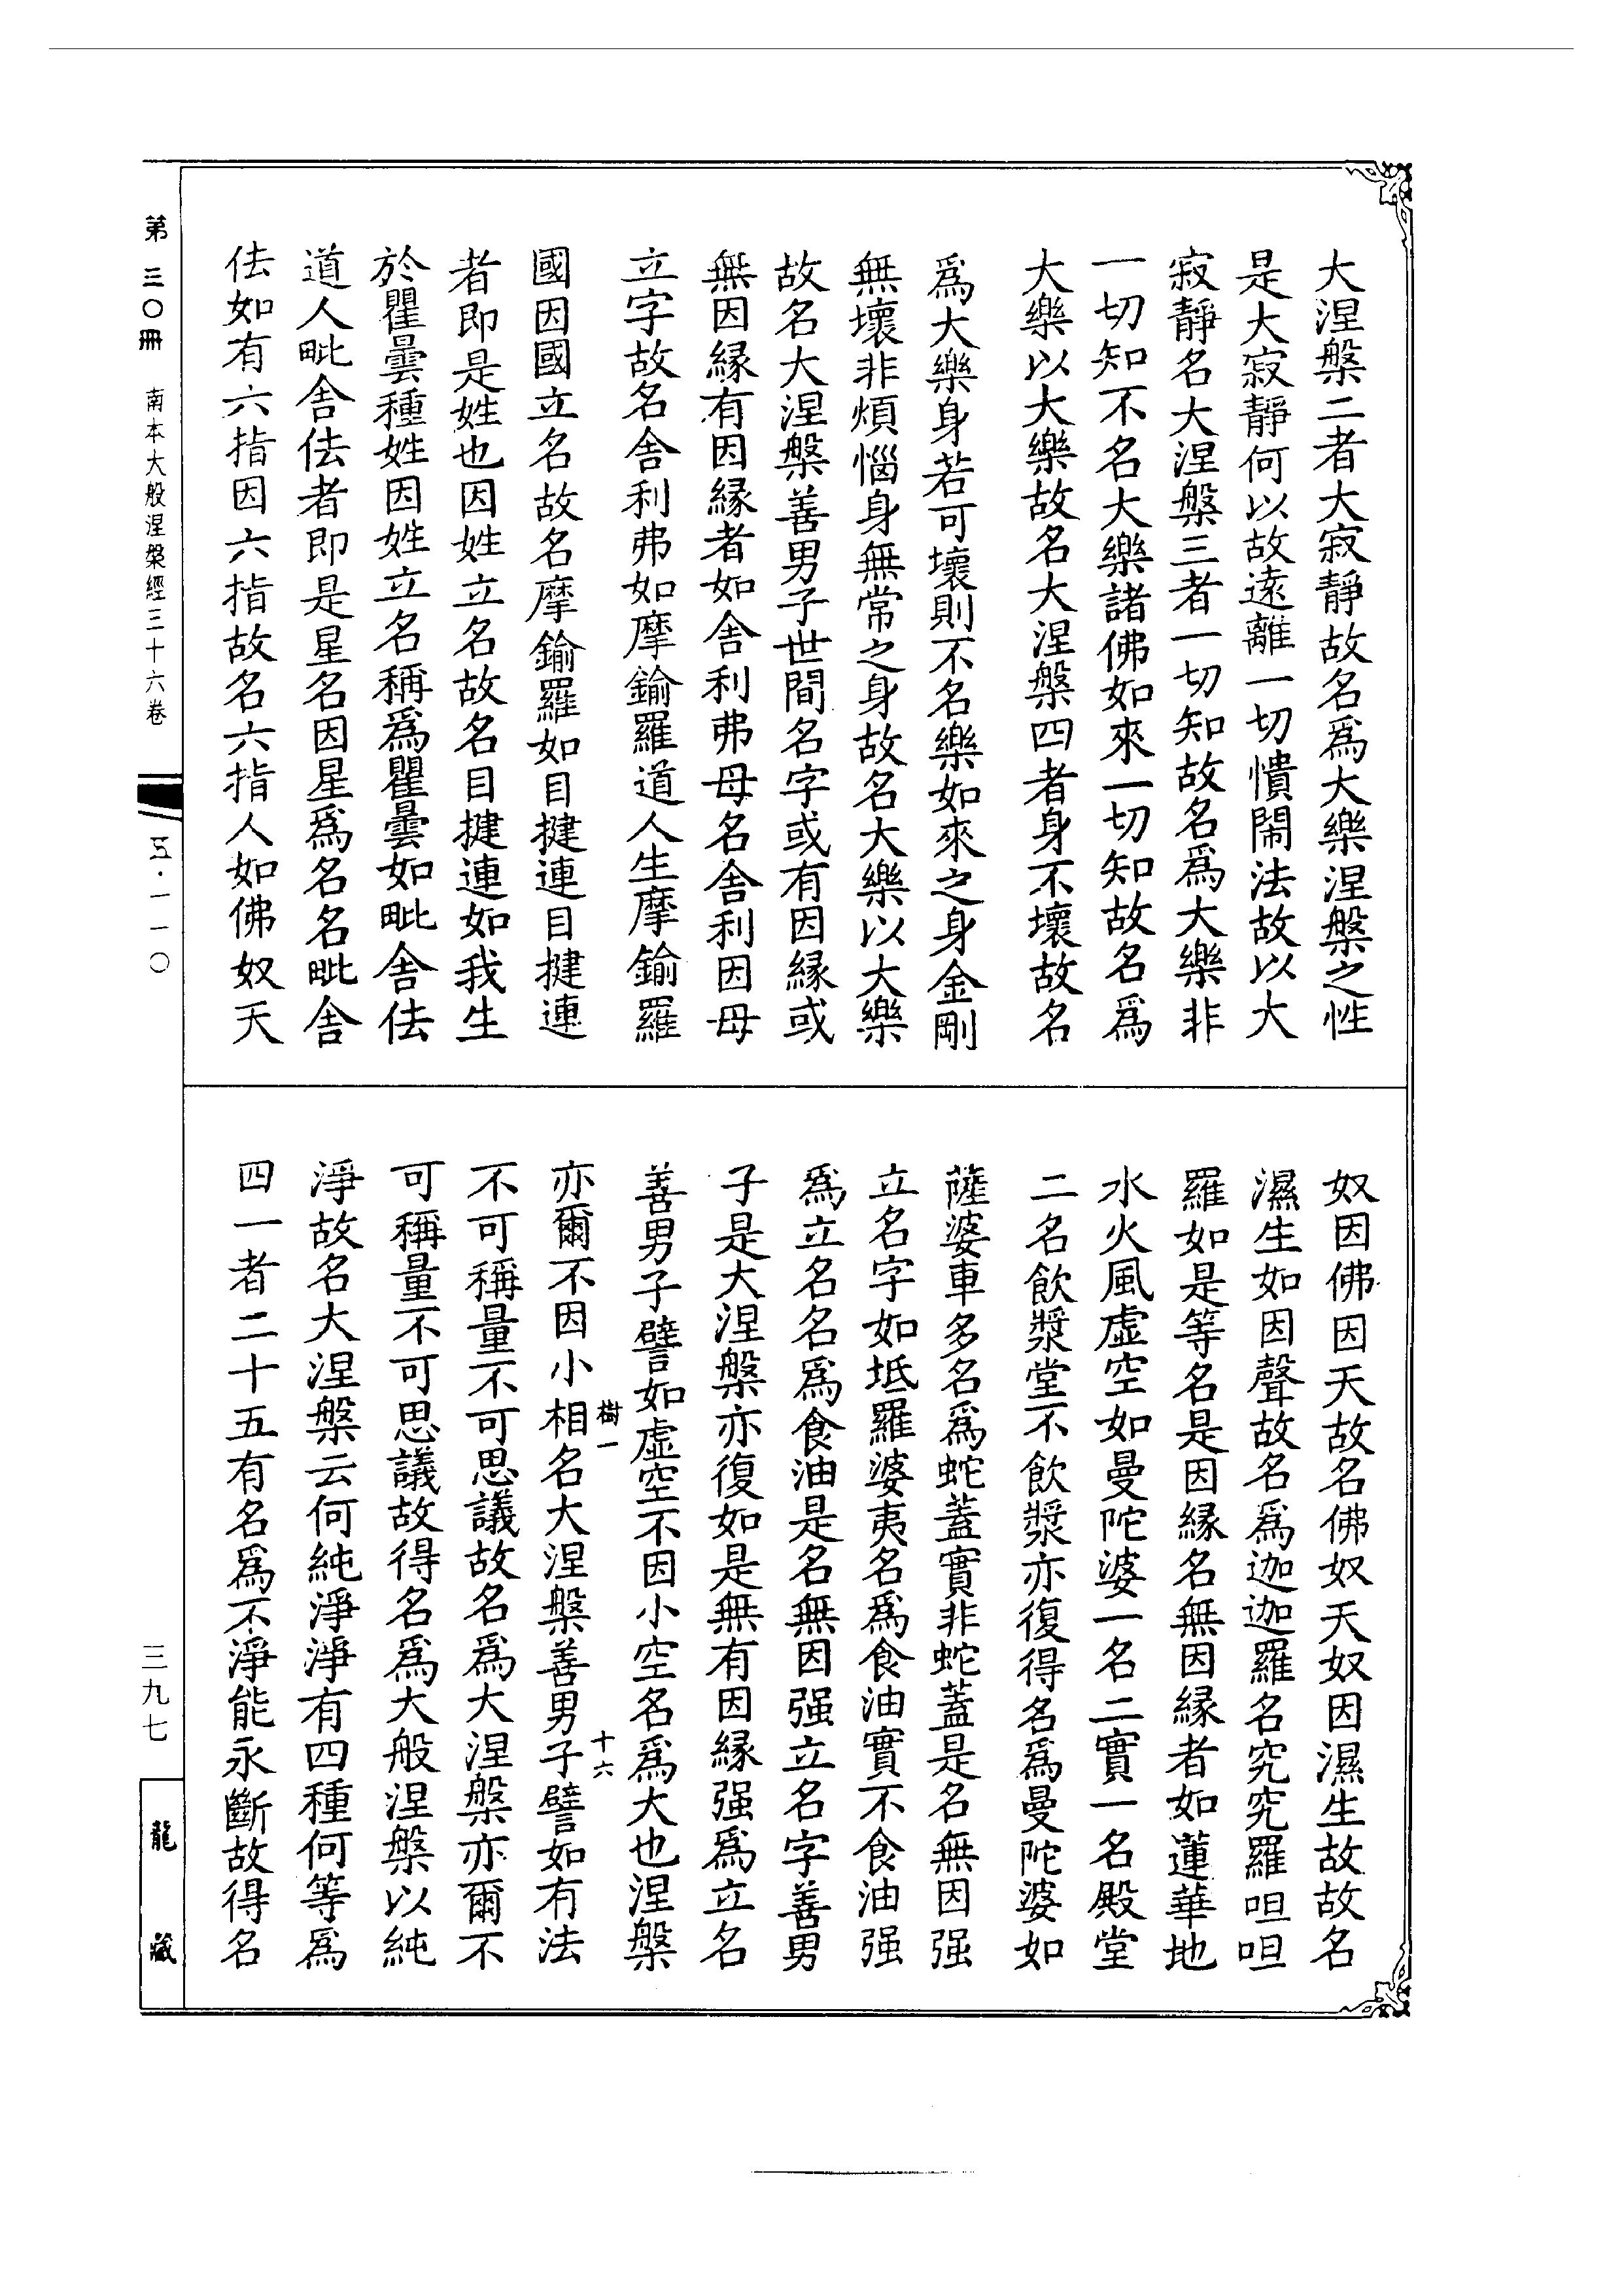 大涅槃二者大寂靜故名爲大樂涅槃之性
是大寂靜何以故遠離一切憒閙法故以大
寂靜名大涅槃三者一切知故名爲大樂非
一切知不名大樂諸佛如來一切知故名爲
大樂以大樂故名大涅槃四者身不壞故名
爲大樂身若可壞則不名樂如來之身金剛
無壞非煩惱身無常之身故名大樂以大樂
故名大涅槃善男子世間名字或有因縁或
無因縁有因縁者如舍利弗母名舍利因母
立字故名舍利弗如摩鍮羅道人生摩鍮羅
國因國立名故名摩鍮羅如目揵連目揵連
者即是姓也因姓立名故名目揵連如我生
於瞿曇種姓因姓立名稱爲瞿曇如毗舍佉
道人毗舍佉者即是星名因星爲名名毗舍
佉如有六指因六指故名六指人如佛奴天
奴因佛因天故名佛奴天奴因濕生故故名
濕生如因聲故名爲迦迦羅名究究羅呾呾
羅如是等名是因縁名無因縁者如蓮華地
水火風虛空如曼陀婆一名二實一名殿堂
二名飲漿堂不飲漿亦復得名爲曼陀婆如
薩婆車多名爲蛇蓋實非蛇蓋是名無因强
立名字如坻羅婆夷名爲食油實不食油强
爲立名名爲食油是名無因强立名字善男
子是大涅槃亦復如是無有因縁强爲立名
善男子譬如虛空不因小空名爲大也涅槃
樹一
十六
亦爾不因小相名大涅槃善男子譬如有法
不可稱量不可思議故名爲大涅槃亦爾不
可稱量不可思議故得名爲大般涅槃以純
淨故名大涅槃云何純淨淨有四種何等爲
四一者二十五有名爲不淨能永斷故得名
第三〇冊
南本大般涅槃經三十六卷
五·一一〇
三九七
龍藏